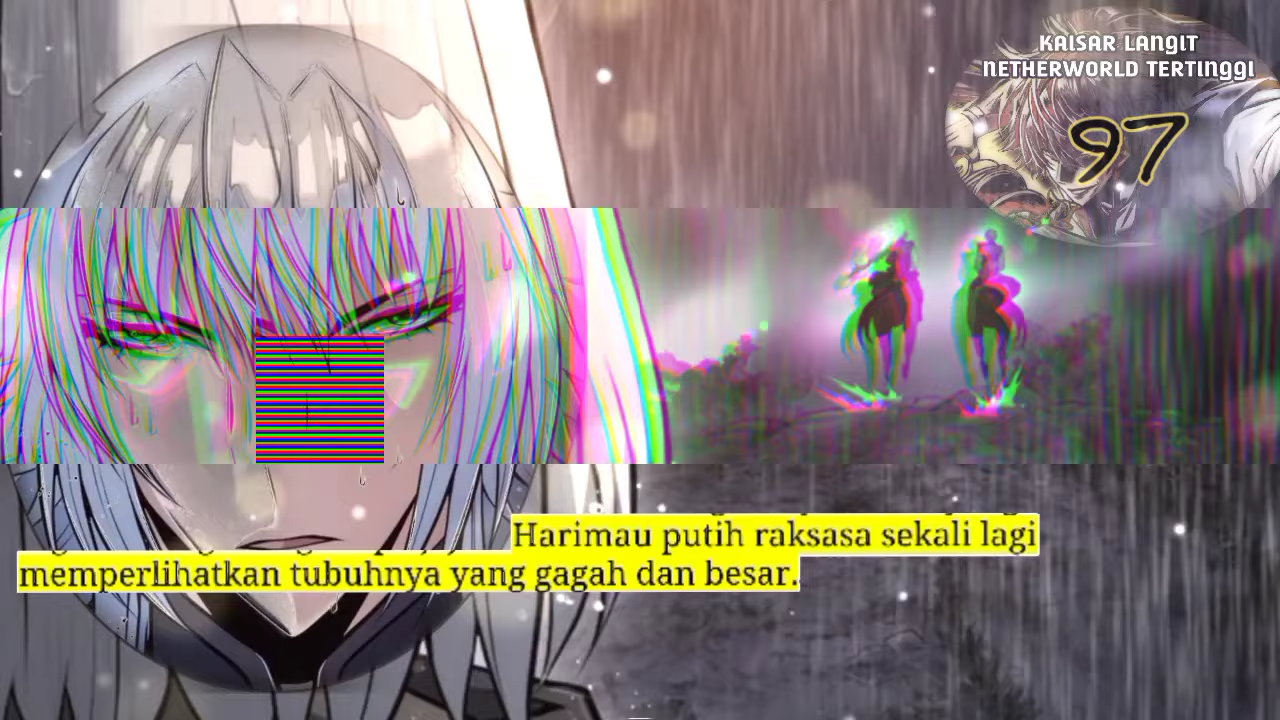 KAISAR LANGIT
NETHERWORLD TERTINGGI
97
Harimau putih raksasa sekali lagi
memperlihatkan tubuhnya yang gagah dan besar.